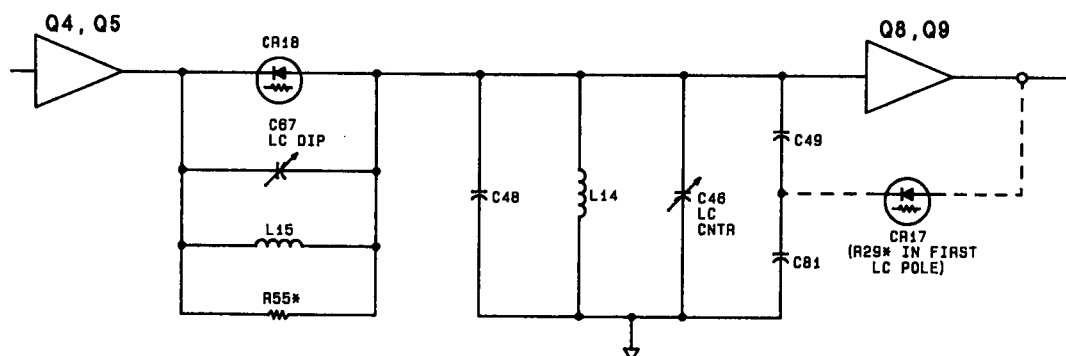 Q4, Q5
Q8, Q9
CR18
C67
LC DIP
L15
R55*
C48
L14
C46
LC
CNTR
C49
C81
CR17
(R29* IN FIRST
LC POLE)